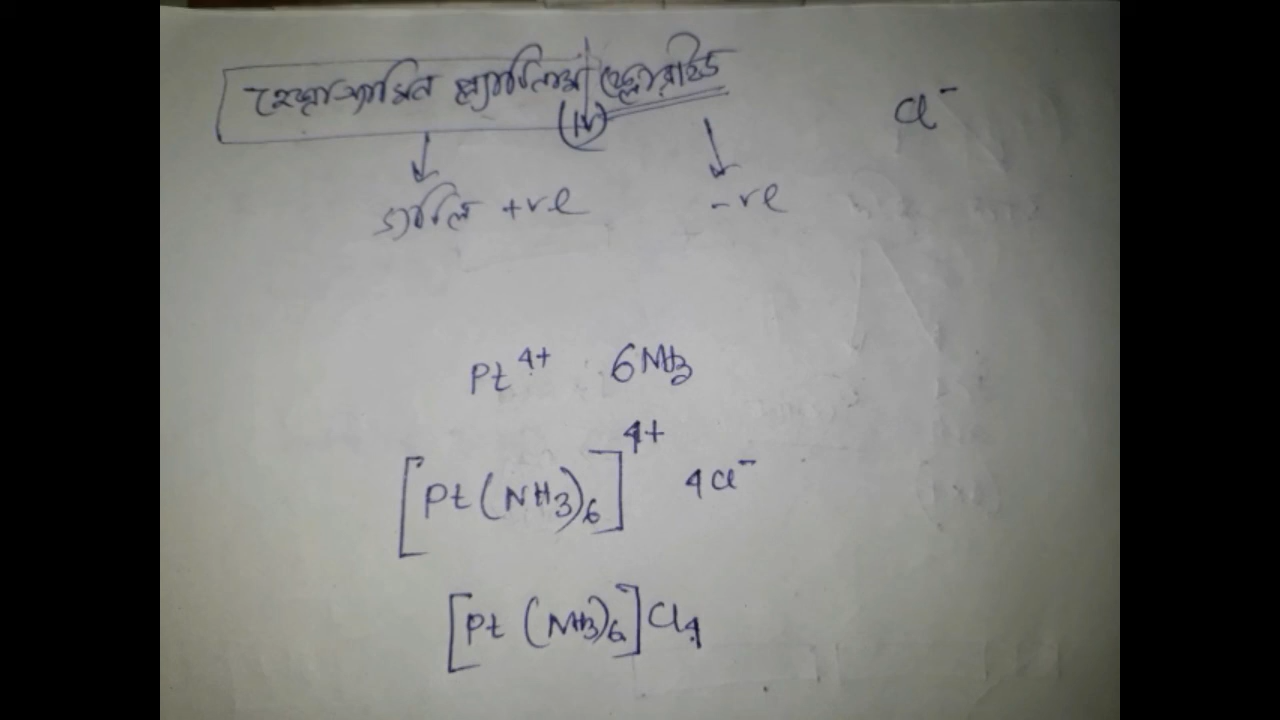 হেক্সাঅ্যামিন প্ল্যাটিনাম ক্লোরাইড
(IV)
Cl⁻
+ve -ve
Pt⁴⁺ 6NH₃
[Pt(NH₃)₆]⁴⁺ 4Cl⁻
[Pt (NH₃)₆]Cl₄